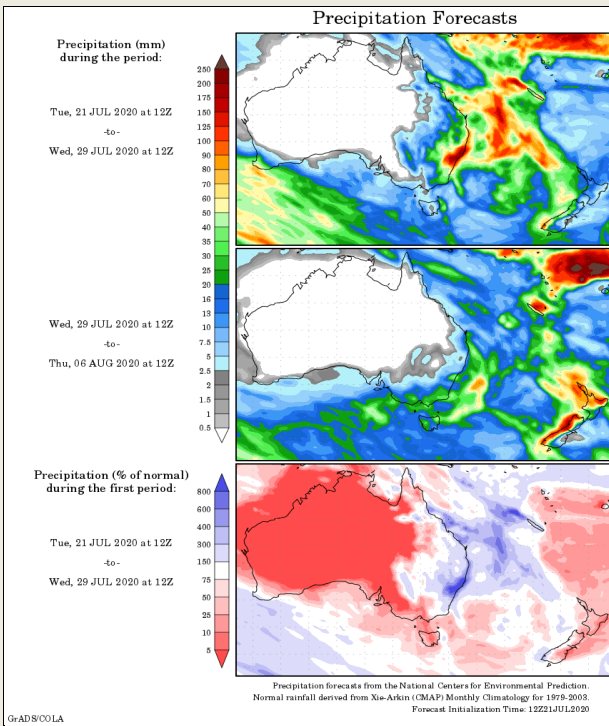 Precipitation Forecasts
Precipitation (mm)
during the period:
Tue, 21 JUL 2020 at 12Z
-to-
Wed, 29 JUL 2020 at 12Z
250
200
175
150
125
100
90
80
70
60
50
40
35
30
25
20
16
13
10
7.5
5
2.5
2
1.5
1
0.5
Wed, 29 JUL 2020 at 12Z
-to-
Thu, 06 AUG 2020 at 12Z
Precipitation (% of normal)
during the first period:
Tue, 21 JUL 2020 at 12Z
-to-
Wed, 29 JUL 2020 at 12Z
800
600
400
300
150
75
50
25
10
5
Precipitation forecasts from the National Centers for Environmental Prediction.
Normal rainfall derived from Xie-Arkin (CMAP) Monthly Climatology for 1979-2003.
Forecast Initialization Time: 12Z21JUL2020
GrADS/COLA